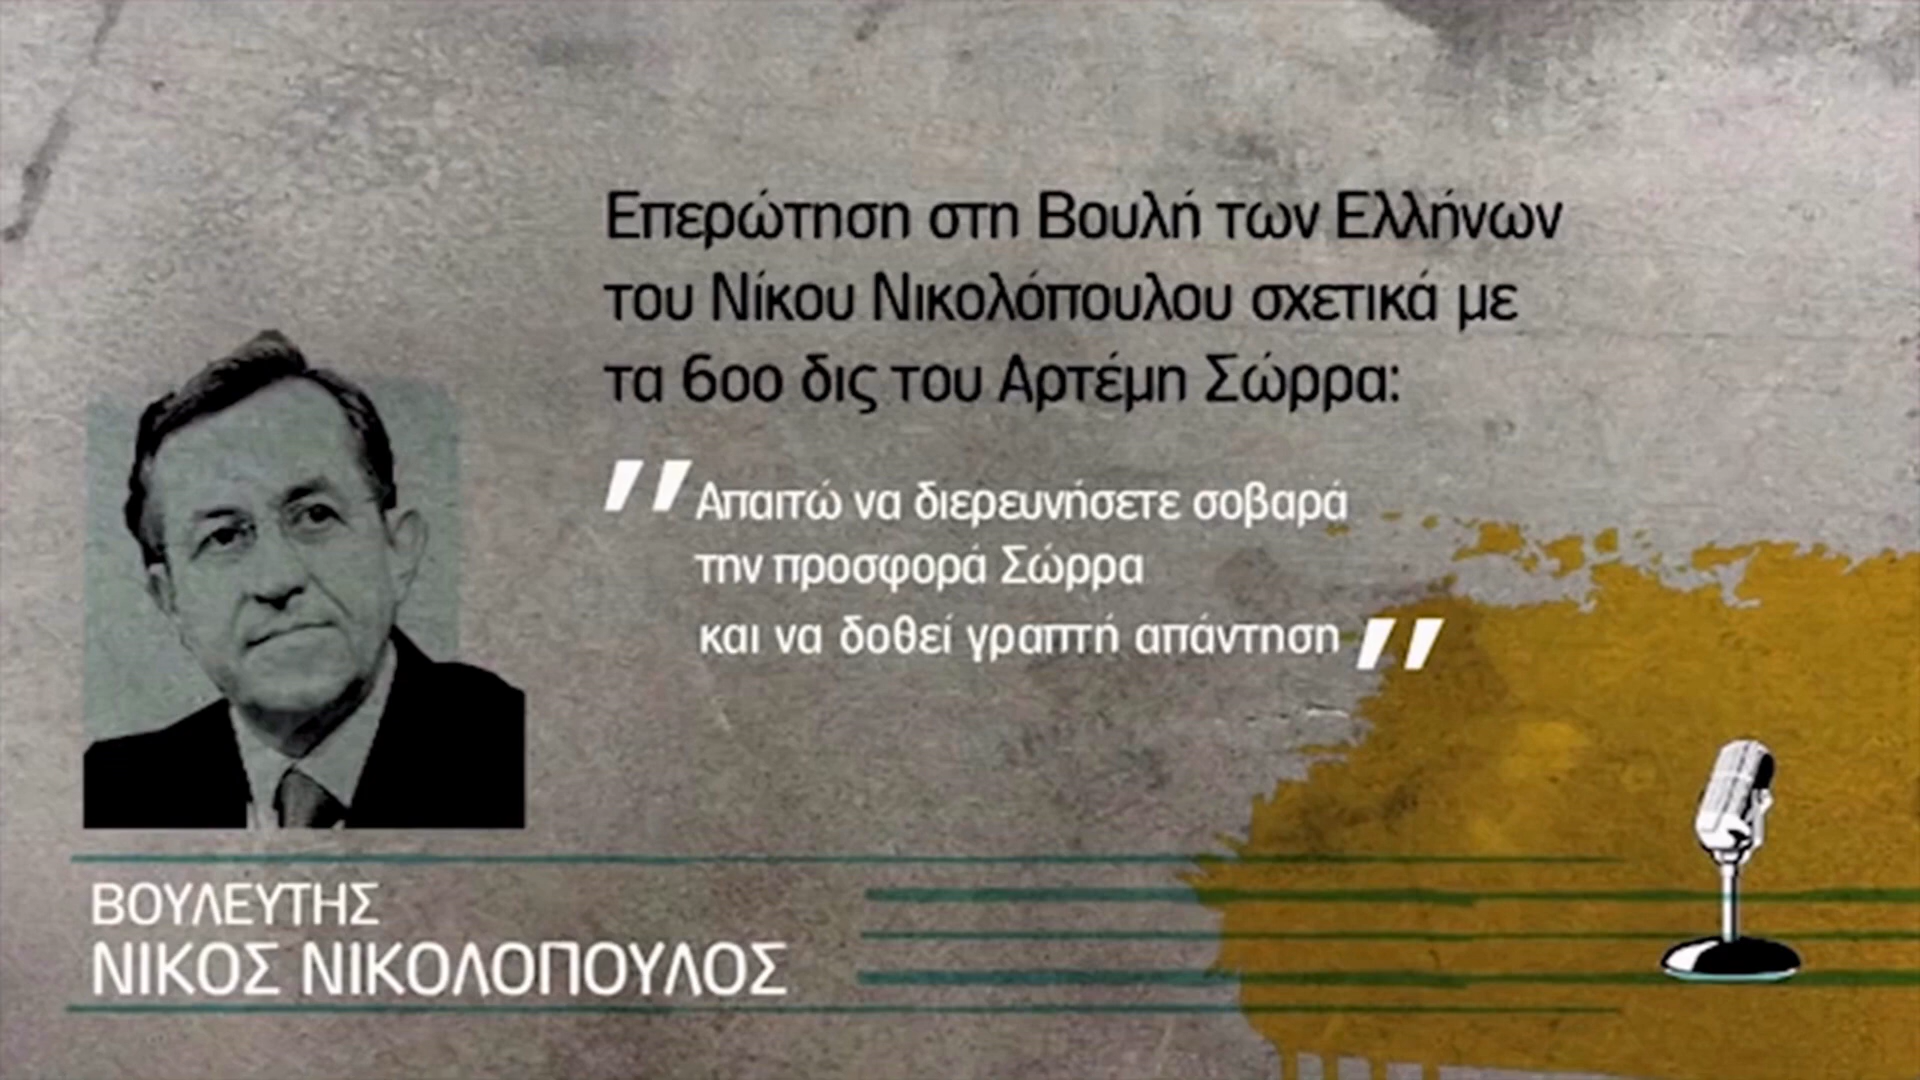 Επερώτηση στη Βουλή των Ελλήνων
του Νίκου Νικολόπουλου σχετικά με
τα 600 δις του Αρτέμη Σώρρα:
"Απαιτώ να διερευνήσετε σοβαρά
την προσφορά Σώρρα
και να δοθεί γραπτή απάντηση"
ΒΟΥΛΕΥΤΗΣ
ΝΙΚΟΣ ΝΙΚΟΛΟΠΟΥΛΟΣ